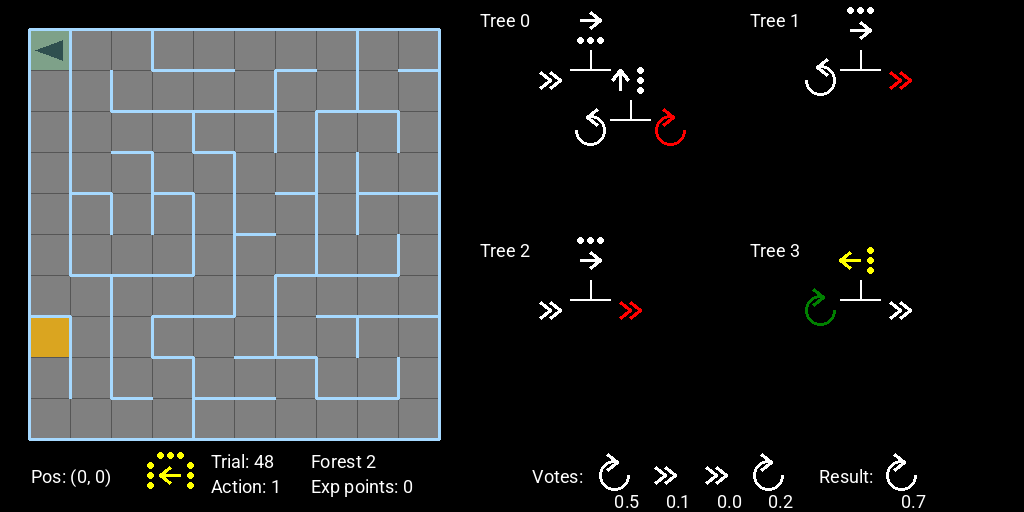 Tree 0
Tree 1
Tree 2
Tree 3
Pos: (0, 0)
Trial: 48
Action: 1
Forest 2
Exp points: 0
Votes:
0.5
0.1
0.0
0.2
Result:
0.7